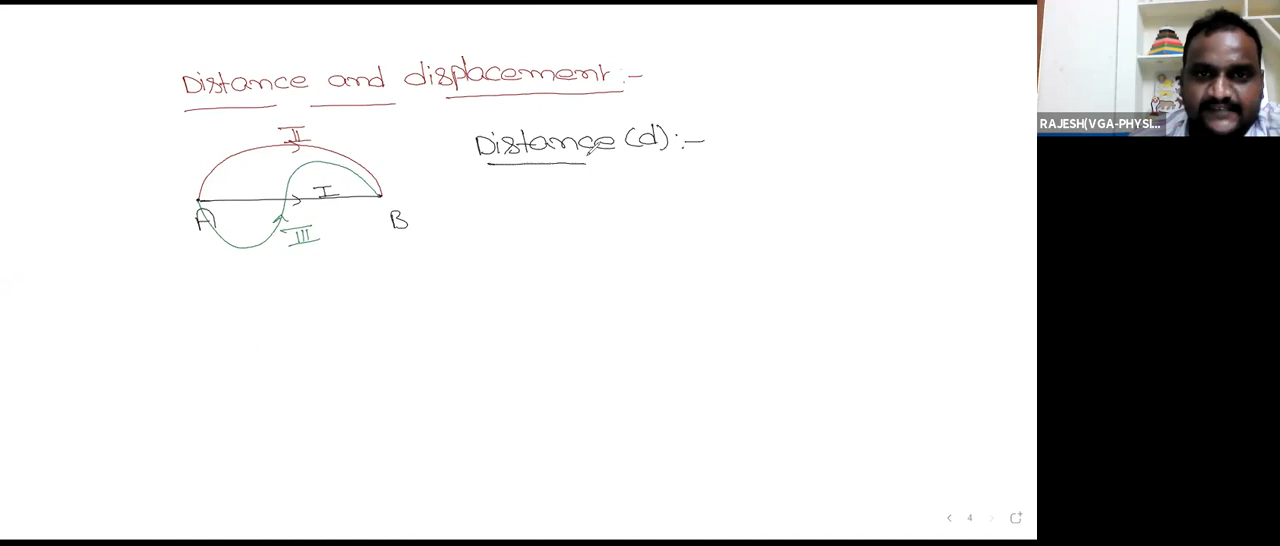 Distance and displacement :-
II
Distance (d) :-
I
A
B
III
RAJESH(VGA-PHYSI...
4